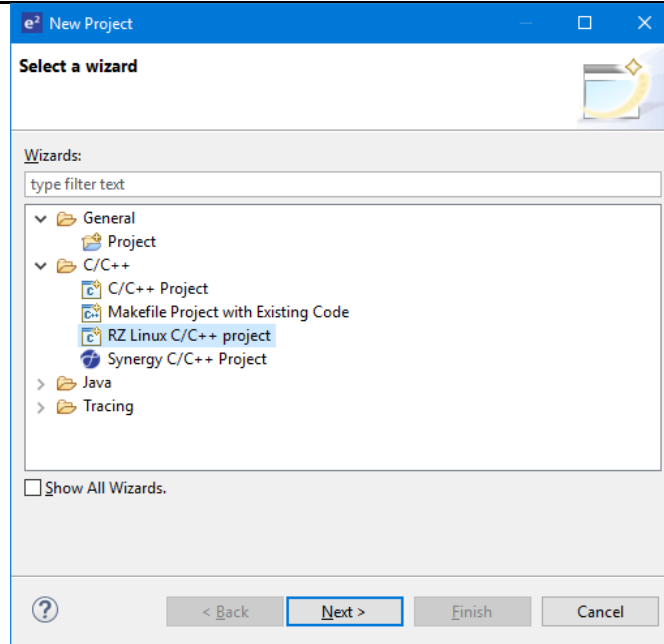 e² New Project
Select a wizard
Wizards:
type filter text
General
Project
C/C++
C/C++ Project
Makefile Project with Existing Code
RZ Linux C/C++ project
Synergy C/C++ Project
Java
Tracing
Show All Wizards.
? < Back Next > Finish Cancel